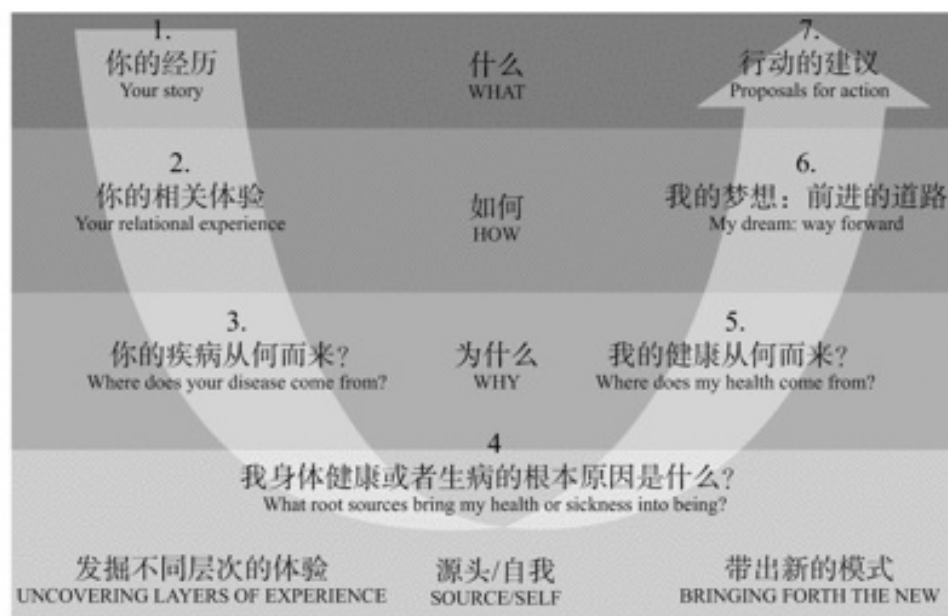 1.
你的经历
Your story
什么
WHAT
7.
行动的建议
Proposals for action
2.
你的相关体验
Your relational experience
如何
HOW
6.
我的梦想：前进的道路
My dream: way forward
3.
你的疾病从何而来？
Where does your disease come from?
为什么
WHY
5.
我的健康从何而来？
Where does my health come from?
4
我身体健康或者生病的根本原因是什么？
What root sources bring my health or sickness into being?
发掘不同层次的体验
UNCOVERING LAYERS OF EXPERIENCE
源头/自我
SOURCE/SELF
带出新的模式
BRINGING FORTH THE NEW